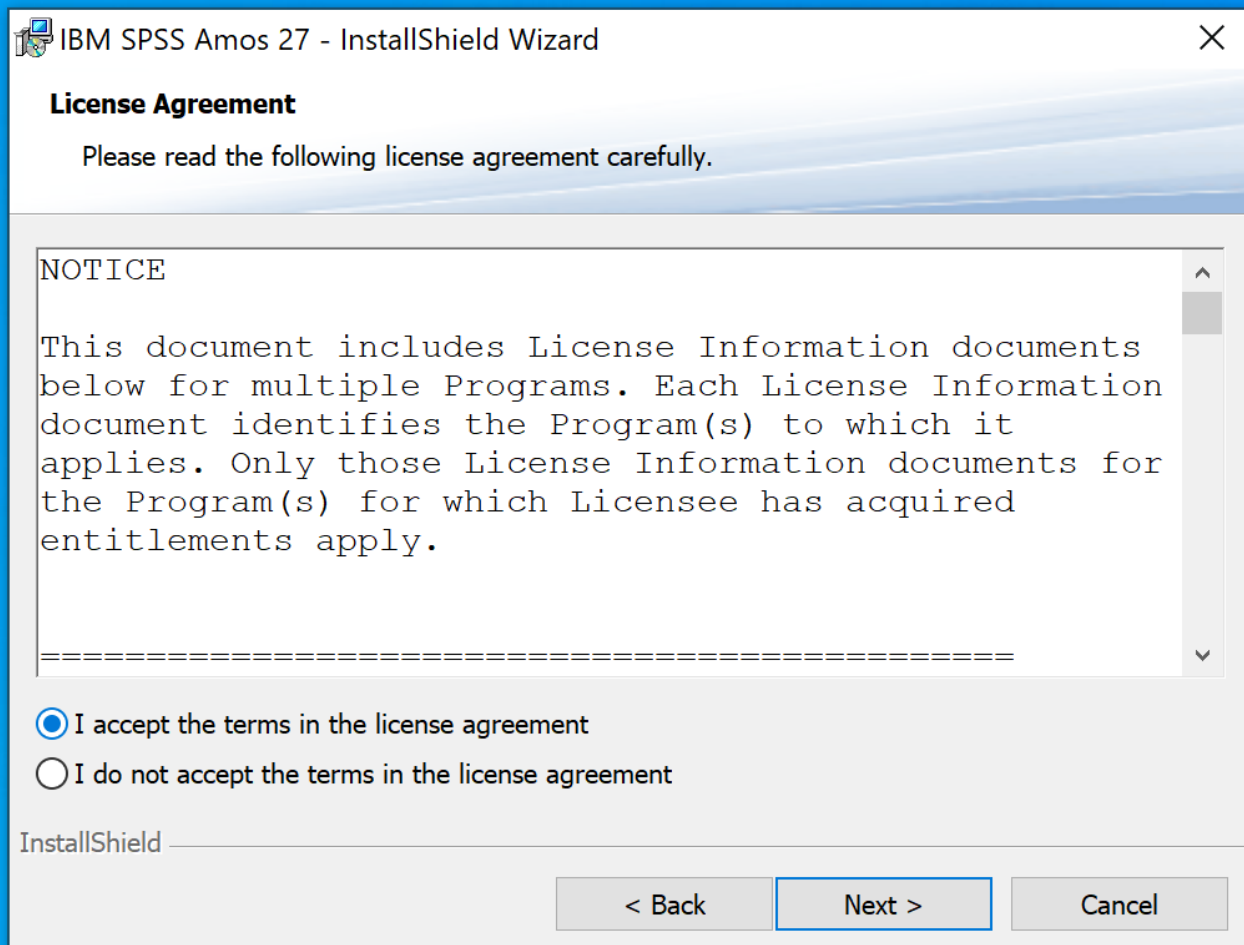 IBM SPSS Amos 27 - InstallShield Wizard
License Agreement
Please read the following license agreement carefully.
NOTICE
This document includes License Information documents
below for multiple Programs. Each License Information
document identifies the Program(s) to which it
applies. Only those License Information documents for
the Program(s) for which Licensee has acquired
entitlements apply.
==============================================
I accept the terms in the license agreement
I do not accept the terms in the license agreement
InstallShield
< Back
Next >
Cancel